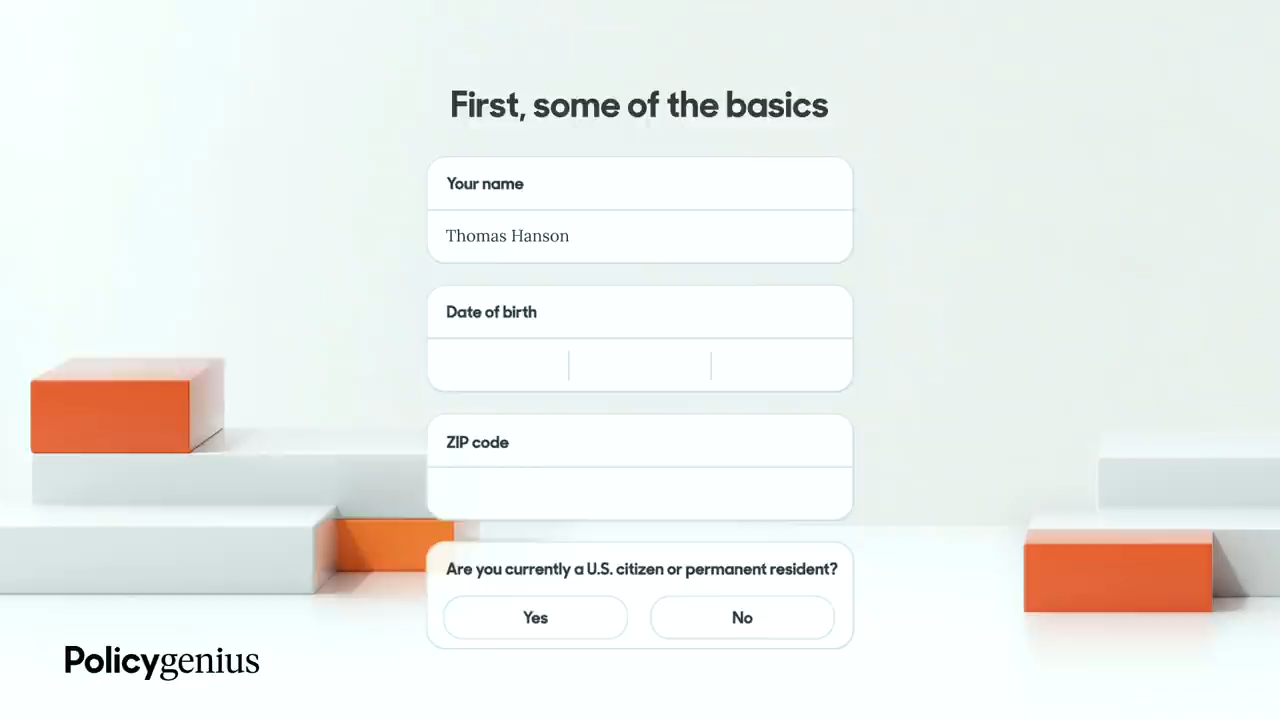 First, some of the basics
Your name
Thomas Hanson
Date of birth
ZIP code
Are you currently a U.S. citizen or permanent resident?
Yes
No
Policygenius